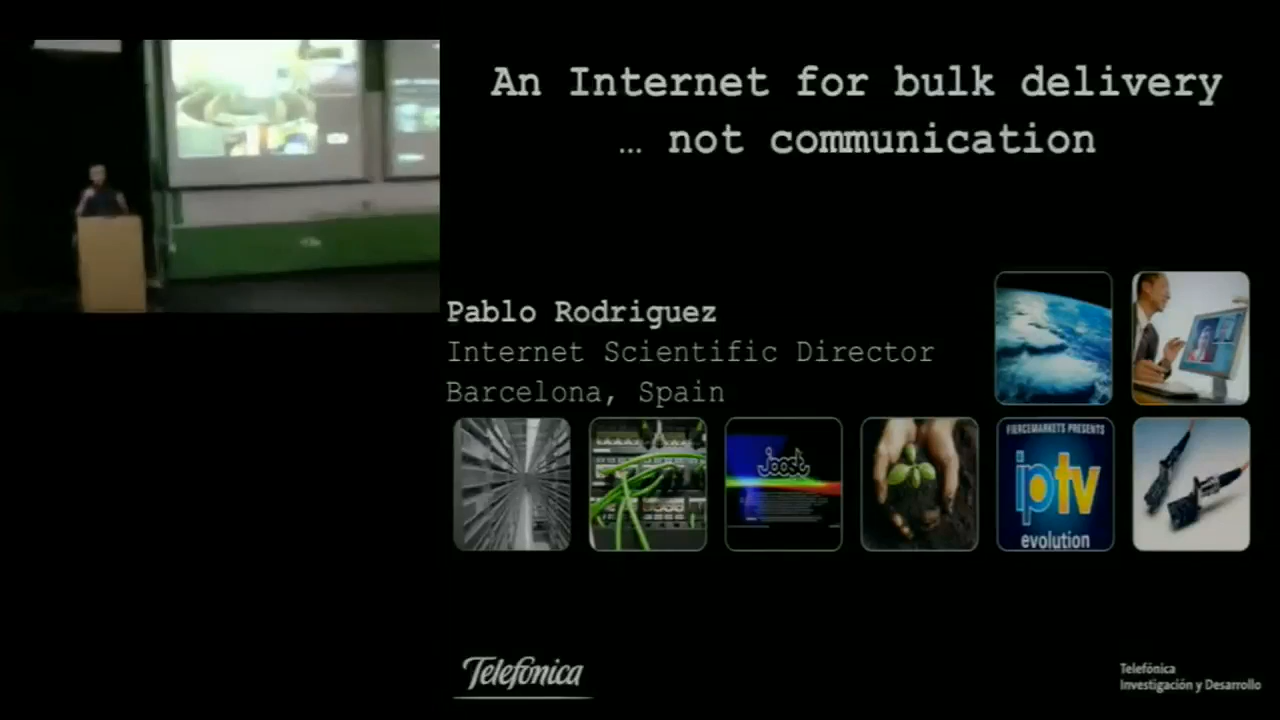 An Internet for bulk delivery
… not communication
Pablo Rodriguez
Internet Scientific Director
Barcelona, Spain
joost
FIERCEMARKETS PRESENTS
iptv
evolution
Telefónica
Telefónica
Investigación y Desarrollo